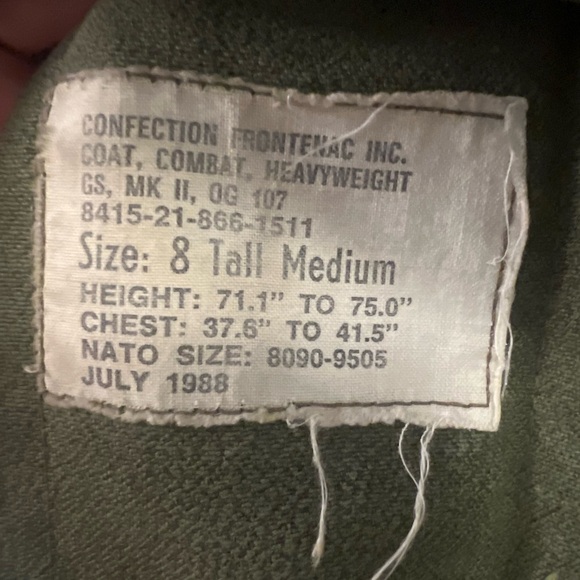 CONFECTION FRONTENAC INC.
COAT, COMBAT, HEAVYWEIGHT
GS, MK II, OG 107
8415-21-866-1511
Size: 8 Tall Medium
HEIGHT: 71.1" TO 75.0"
CHEST: 37.6" TO 41.5"
NATO SIZE: 8090-9505
JULY 1988